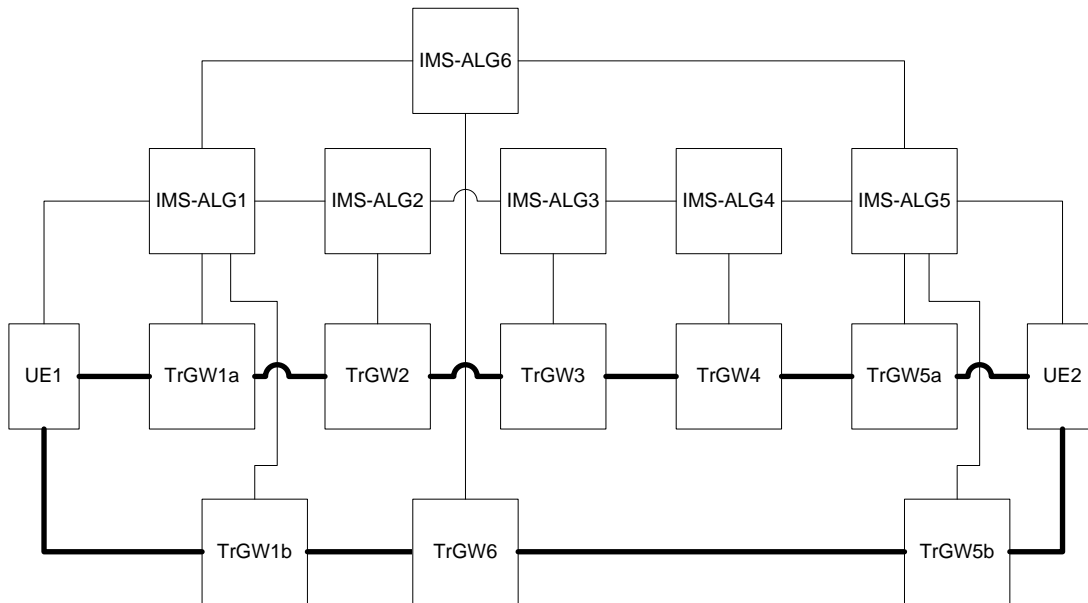 IMS-ALG6
IMS-ALG1
IMS-ALG2
IMS-ALG3
IMS-ALG4
IMS-ALG5
UE1
TrGW1a
TrGW2
TrGW3
TrGW4
TrGW5a
UE2
TrGW1b
TrGW6
TrGW5b